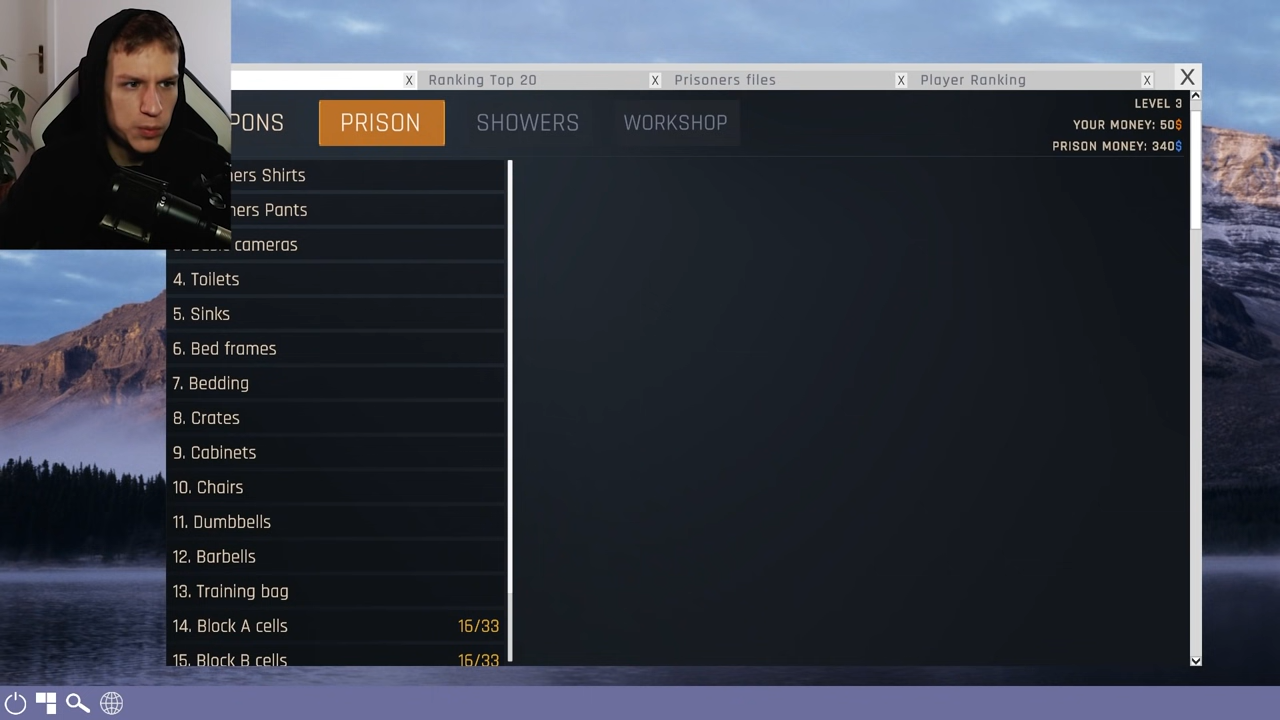 X Ranking Top 20 X Prisoners files X Player Ranking X X
PONS PRISON SHOWERS WORKSHOP
LEVEL 3
YOUR MONEY: 50$
PRISON MONEY: 340$
ners Shirts
ners Pants
cameras
4. Toilets
5. Sinks
6. Bed frames
7. Bedding
8. Crates
9. Cabinets
10. Chairs
11. Dumbbells
12. Barbells
13. Training bag
14. Block A cells 16/33
15. Block B cells 16/33